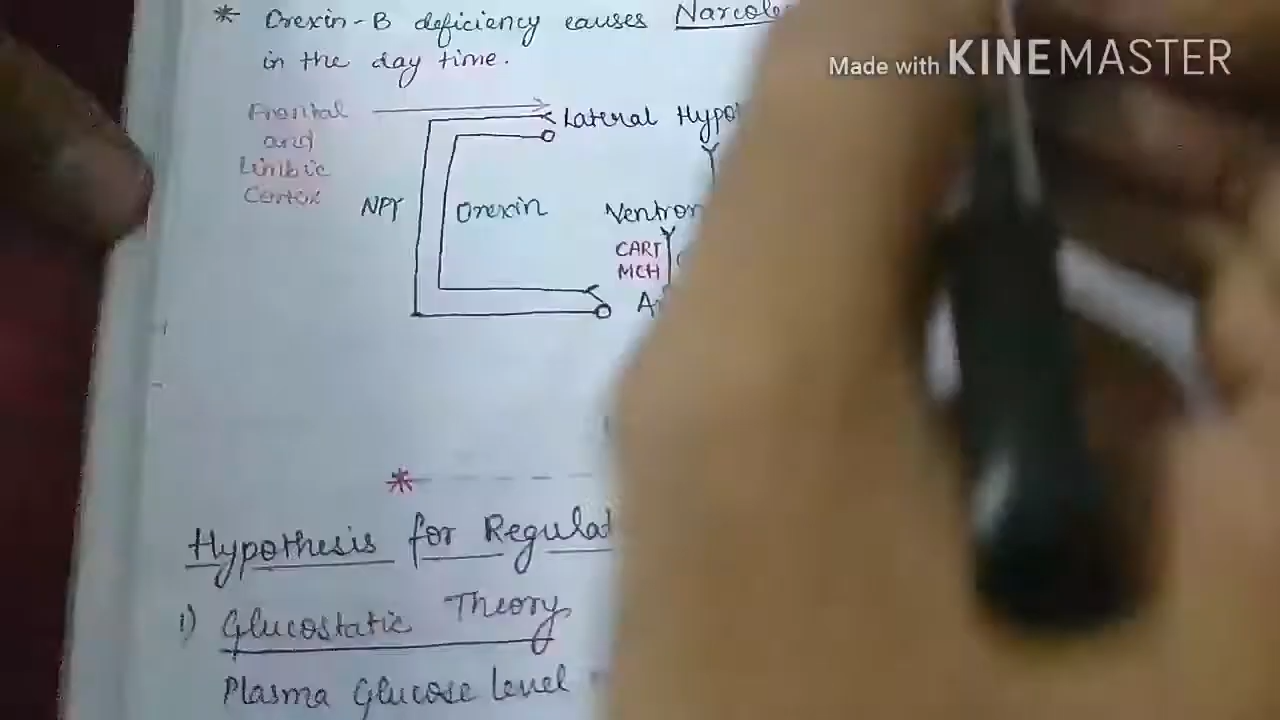 * Orexin-B deficiency causes
in the day time.
Frontal
and
Limbic
Cortex
Lateral
NPY
Orexin
CART
MCH
*
Hypothesis for
1) Glucostatic Theory
Plasma Glucose level
Made with KINEMASTER